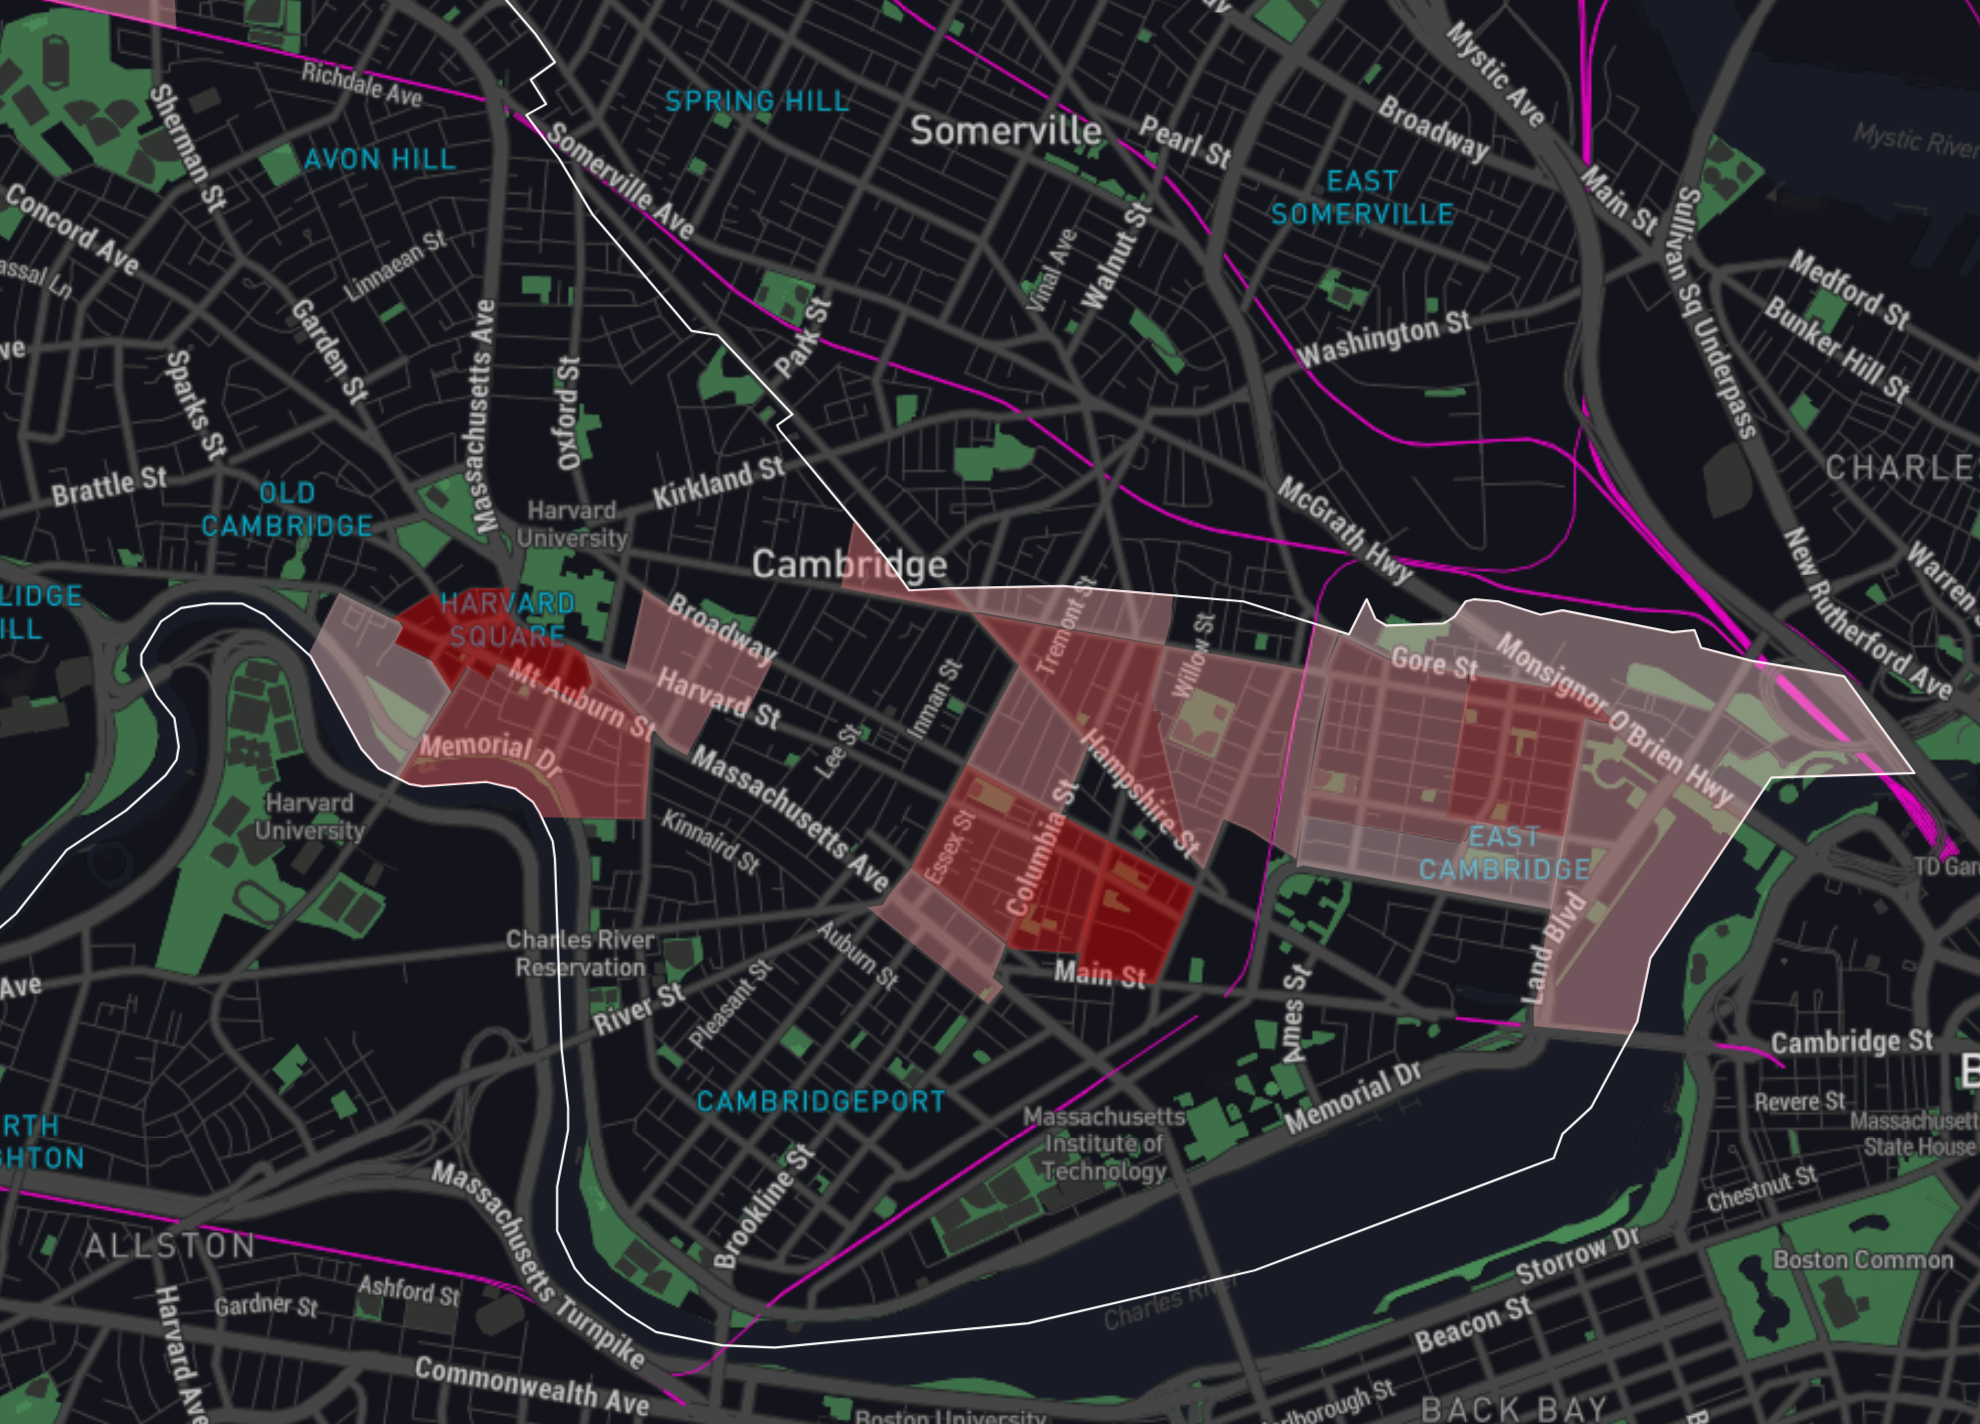 Richdale Ave
Sherman St
AVON HILL
SPRING HILL
Somerville
Somerville Ave
Pearl St
Broadway
Mystic Ave
Main St
Mystic River
EAST
SOMERVILLE
Sullivan Sq Underpass
Concord Ave
Linnaean St
Garden St
Massachusetts Ave
Vinal Ave
Walnut St
Washington St
Medford St
Bunker Hill St
Park St
Sparks St
Oxford St
Brattle St
OLD
CAMBRIDGE
Harvard
University
Kirkland St
McGrath Hwy
CHARLE
Cambridge
New Rutherford Ave
Warren
LIDGE
ILL
HARVARD
SQUARE
Broadway
Tremont St
Willow St
Gore St
Monsignor O'Brien Hwy
Mt Auburn St
Harvard St
Inman St
Memorial Dr
Lee St
Massachusetts Ave
Hampshire St
Harvard
University
Kinnaird St
Essex St
Columbia St
EAST
CAMBRIDGE
TD Gar
Charles River
Reservation
Auburn St
Main St
Land Blvd
Ave
River St
Pleasant St
Ames St
Cambridge St
B
CAMBRIDGEPORT
Massachusetts
Institute of
Technology
Memorial Dr
Revere St
Massachusett
State House
RTH
GHTON
Massachusetts Turnpike
Brookline St
Chestnut St
ALLSTON
Storrow Dr
Boston Common
Ashford St
Gardner St
Harvard Ave
Charles River
Beacon St
Commonwealth Ave
Boston University
rlborough St
BACK BAY
B